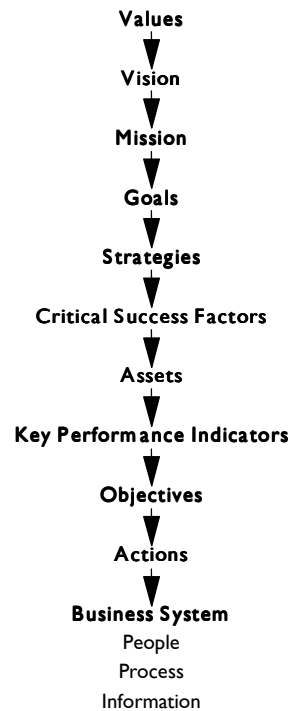 Values
Vision
Mission
Goals
Strategies
Critical Success Factors
Assets
Key Performance Indicators
Objectives
Actions
Business System
People
Process
Information